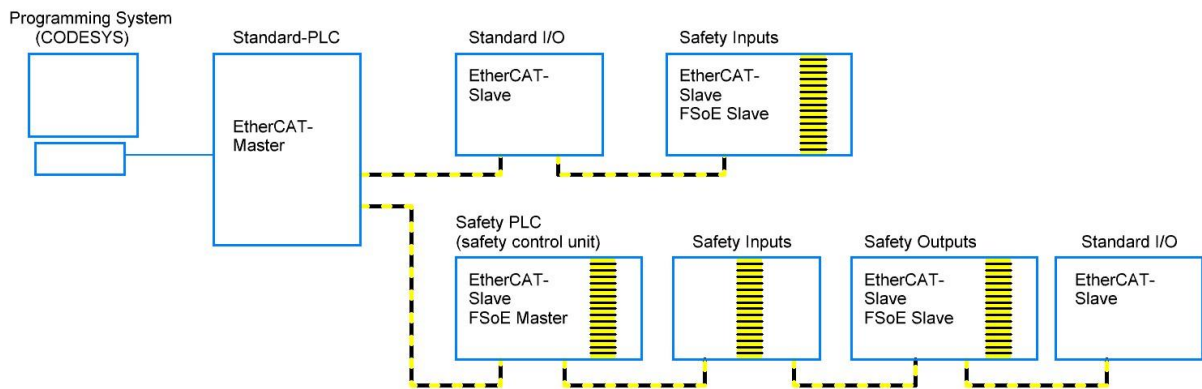 Programming System
(CODESYS)
Standard-PLC
EtherCAT-
Master
Standard I/O
EtherCAT-
Slave
Safety Inputs
EtherCAT-
Slave
FSoE Slave
Safety PLC
(safety control unit)
EtherCAT-
Slave
FSoE Master
Safety Inputs
Safety Outputs
EtherCAT-
Slave
FSoE Slave
Standard I/O
EtherCAT-
Slave